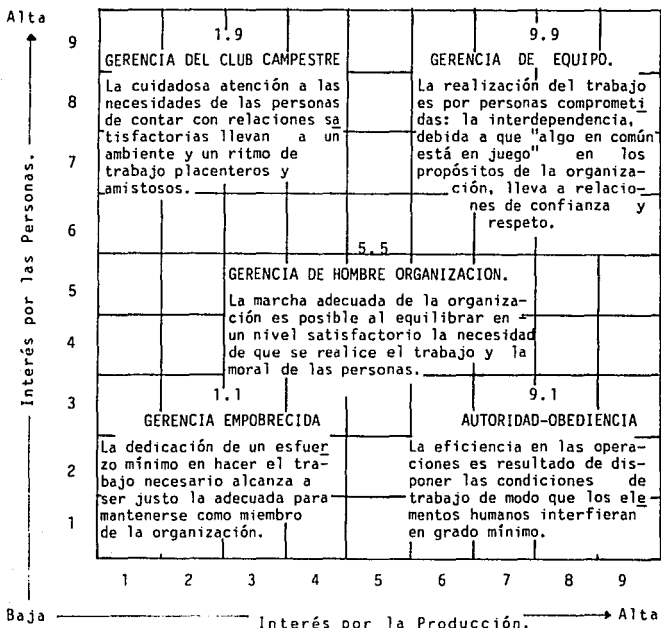 Alta
9
8
7
6
5
4
3
2
1
Interés por las Personas.
1.9
GERENCIA DEL CLUB CAMPESTRE
La cuidadosa atención a las
necesidades de las personas
de contar con relaciones sa
tisfactorias llevan a un
ambiente y un ritmo de
trabajo placenteros y
amistosos.
9.9
GERENCIA DE EQUIPO.
La realización del trabajo
es por personas comprometi
das: la interdependencia,
debida a que "algo en común
está en juego" en los
propósitos de la organiza-
ción, lleva a relacio-
nes de confianza y
respeto.
5.5
GERENCIA DE HOMBRE ORGANIZACION.
La marcha adecuada de la organiza-
ción es posible al equilibrar en -
un nivel satisfactorio la necesidad
de que se realice el trabajo y la
moral de las personas.
1.1
GERENCIA EMPOBRECIDA
La dedicación de un esfuer
zo mínimo en hacer el tra-
bajo necesario alcanza a
ser justo la adecuada para
mantenerse como miembro
de la organización.
9.1
AUTORIDAD-OBEDIENCIA
La eficiencia en las opera-
ciones es resultado de dis-
poner las condiciones de
trabajo de modo que los ele
mentos humanos interfieran
en grado mínimo.
1 2 3 4 5 6 7 8 9
Baja Interés por la Producción. Alta